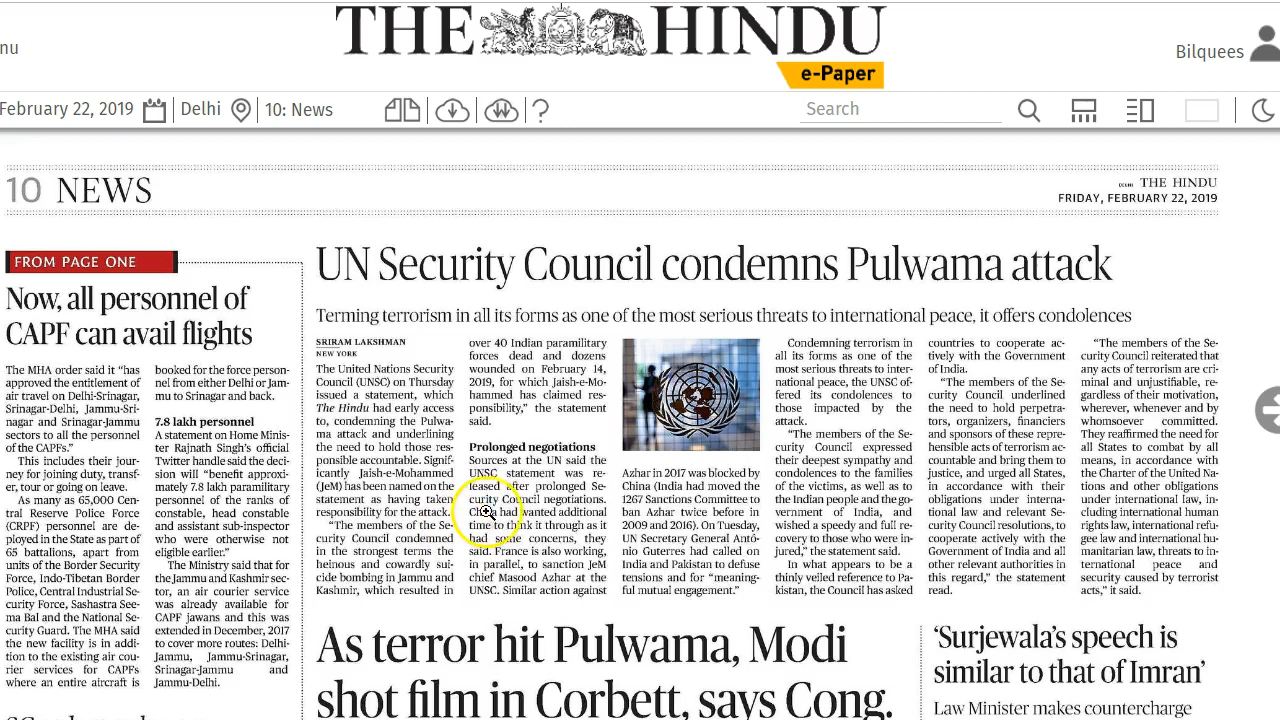 THE HINDU
e-Paper
nu
Bilquees
February 22, 2019
Delhi
10: News
?
Search
10 NEWS
DELHI THE HINDU
FRIDAY, FEBRUARY 22, 2019
FROM PAGE ONE
Now, all personnel of
CAPF can avail flights
The MHA order said it “has
approved the entitlement of
air travel on Delhi-Srinagar,
Srinagar-Delhi, Jammu-Sri-
nagar and Srinagar-Jammu
sectors to all the personnel
of the CAPFs.”
This includes their jour-
ney for joining duty, transf-
er, tour or going on leave.
As many as 65,000 Cen-
tral Reserve Police Force
(CRPF) personnel are de-
ployed in the State as part of
65 battalions, apart from
units of the Border Security
Force, Indo-Tibetan Border
Police, Central Industrial Se-
curity Force, Sashastra See-
ma Bal and the National Se-
curity Guard. The MHA said
the new facility is in addi-
tion to the existing air cou-
rier services for CAPFs
where an entire aircraft is
booked for the force person-
nel from either Delhi or Jam-
mu to Srinagar and back.
7.8 lakh personnel
A statement on Home Minis-
ter Rajnath Singh’s official
Twitter handle said the deci-
sion will “benefit approxi-
mately 7.8 lakh paramilitary
personnel of the ranks of
constable, head constable
and assistant sub-inspector
who were otherwise not
eligible earlier.”
The Ministry said that for
the Jammu and Kashmir sec-
tor, an air courier service
was already available for
CAPF jawans and this was
extended in December, 2017
to cover more routes: Delhi-
Jammu, Jammu-Srinagar,
Srinagar-Jammu and
Jammu-Delhi.
UN Security Council condemns Pulwama attack
Terming terrorism in all its forms as one of the most serious threats to international peace, it offers condolences
SRIRAM LAKSHMAN
NEW YORK
The United Nations Security
Council (UNSC) on Thursday
issued a statement, which
The Hindu had early access
to, condemning the Pulwa-
ma attack and underlining
the need to hold those res-
ponsible accountable. Signif-
icantly Jaish-e-Mohammed
(JeM) has been named on the
statement as having taken
responsibility for the attack.
“The members of the Se-
curity Council condemned
in the strongest terms the
heinous and cowardly sui-
cide bombing in Jammu and
Kashmir, which resulted in
over 40 Indian paramilitary
forces dead and dozens
wounded on February 14,
2019, for which Jaish-e-Mo-
hammed has claimed res-
ponsibility,” the statement
said.
Prolonged negotiations
Sources at the UN said the
UNSC statement was re-
leased after prolonged Se-
curity Council negotiations.
China had wanted additional
time to think it through as it
had some concerns, they
said. France is also working,
in parallel, to sanction JeM
chief Masood Azhar at the
UNSC. Similar action against
Azhar in 2017 was blocked by
China (India had moved the
1267 Sanctions Committee to
ban Azhar twice before in
2009 and 2016). On Tuesday,
UN Secretary General Antó-
nio Guterres had called on
India and Pakistan to defuse
tensions and for “meaning-
ful mutual engagement.”
Condemning terrorism in
all its forms as one of the
most serious threats to inter-
national peace, the UNSC of-
fered its condolences to
those impacted by the
attack.
“The members of the Se-
curity Council expressed
their deepest sympathy and
condolences to the families
of the victims, as well as to
the Indian people and the go-
vernment of India, and
wished a speedy and full re-
covery to those who were in-
jured,” the statement said.
In what appears to be a
thinly veiled reference to Pa-
kistan, the Council has asked
countries to cooperate ac-
tively with the Government
of India.
“The members of the Se-
curity Council underlined
the need to hold perpetra-
tors, organizers, financiers
and sponsors of these repre-
hensible acts of terrorism ac-
countable and bring them to
justice, and urged all States,
in accordance with their
obligations under interna-
tional law and relevant Se-
curity Council resolutions, to
cooperate actively with the
Government of India and all
other relevant authorities in
this regard,” the statement
read.
“The members of the Se-
curity Council reiterated that
any acts of terrorism are cri-
minal and unjustifiable, re-
gardless of their motivation,
wherever, whenever and by
whomsoever committed.
They reaffirmed the need for
all States to combat by all
means, in accordance with
the Charter of the United Na-
tions and other obligations
under international law, in-
cluding international human
rights law, international refu-
gee law and international hu-
manitarian law, threats to in-
ternational peace and
security caused by terrorist
acts,” it said.
As terror hit Pulwama, Modi
shot film in Corbett, says Cong.
‘Surjewala’s speech is
similar to that of Imran’
Law Minister makes countercharge